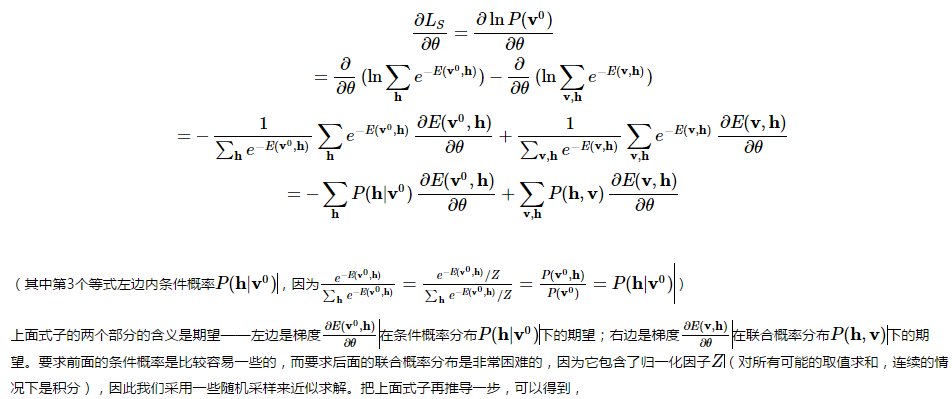 $$\frac{\partial L_S}{\partial \theta} = \frac{\partial \ln P(\mathbf{v}^0)}{\partial \theta}$$
$$= \frac{\partial}{\partial \theta} (\ln \sum_{\mathbf{h}} e^{-E(\mathbf{v}^0,\mathbf{h})}) - \frac{\partial}{\partial \theta} (\ln \sum_{\mathbf{v},\mathbf{h}} e^{-E(\mathbf{v},\mathbf{h})})$$
$$= -\frac{1}{\sum_{\mathbf{h}} e^{-E(\mathbf{v}^0,\mathbf{h})}} \sum_{\mathbf{h}} e^{-E(\mathbf{v}^0,\mathbf{h})} \frac{\partial E(\mathbf{v}^0,\mathbf{h})}{\partial \theta} + \frac{1}{\sum_{\mathbf{v},\mathbf{h}} e^{-E(\mathbf{v},\mathbf{h})}} \sum_{\mathbf{v},\mathbf{h}} e^{-E(\mathbf{v},\mathbf{h})} \frac{\partial E(\mathbf{v},\mathbf{h})}{\partial \theta}$$
$$= -\sum_{\mathbf{h}} P(\mathbf{h}|\mathbf{v}^0) \frac{\partial E(\mathbf{v}^0,\mathbf{h})}{\partial \theta} + \sum_{\mathbf{v},\mathbf{h}} P(\mathbf{h},\mathbf{v}) \frac{\partial E(\mathbf{v},\mathbf{h})}{\partial \theta}$$
（其中第3个等式左边内条件概率$P(\mathbf{h}|\mathbf{v}^0)$，因为$\frac{e^{-E(\mathbf{v}^0,\mathbf{h})}}{\sum_{\mathbf{h}} e^{-E(\mathbf{v}^0,\mathbf{h})}} = \frac{e^{-E(\mathbf{v}^0,\mathbf{h})}/Z}{\sum_{\mathbf{h}} e^{-E(\mathbf{v}^0,\mathbf{h})}/Z} = \frac{P(\mathbf{v}^0,\mathbf{h})}{P(\mathbf{v}^0)} = P(\mathbf{h}|\mathbf{v}^0)$）
上面式子的两个部分的含义是期望——左边是梯度$\frac{\partial E(\mathbf{v}^0,\mathbf{h})}{\partial \theta}$在条件概率分布$P(\mathbf{h}|\mathbf{v}^0)$下的期望；右边是梯度$\frac{\partial E(\mathbf{v},\mathbf{h})}{\partial \theta}$在联合概率分布$P(\mathbf{h},\mathbf{v})$下的期
望。要求前面的条件概率是比较容易一些的，而要求后面的联合概率分布是非常困难的，因为它包含了归一化因子$Z$（对所有可能的取值求和，连续的情
况下是积分），因此我们采用一些随机采样来近似求解。把上面式子再推导一步，可以得到，